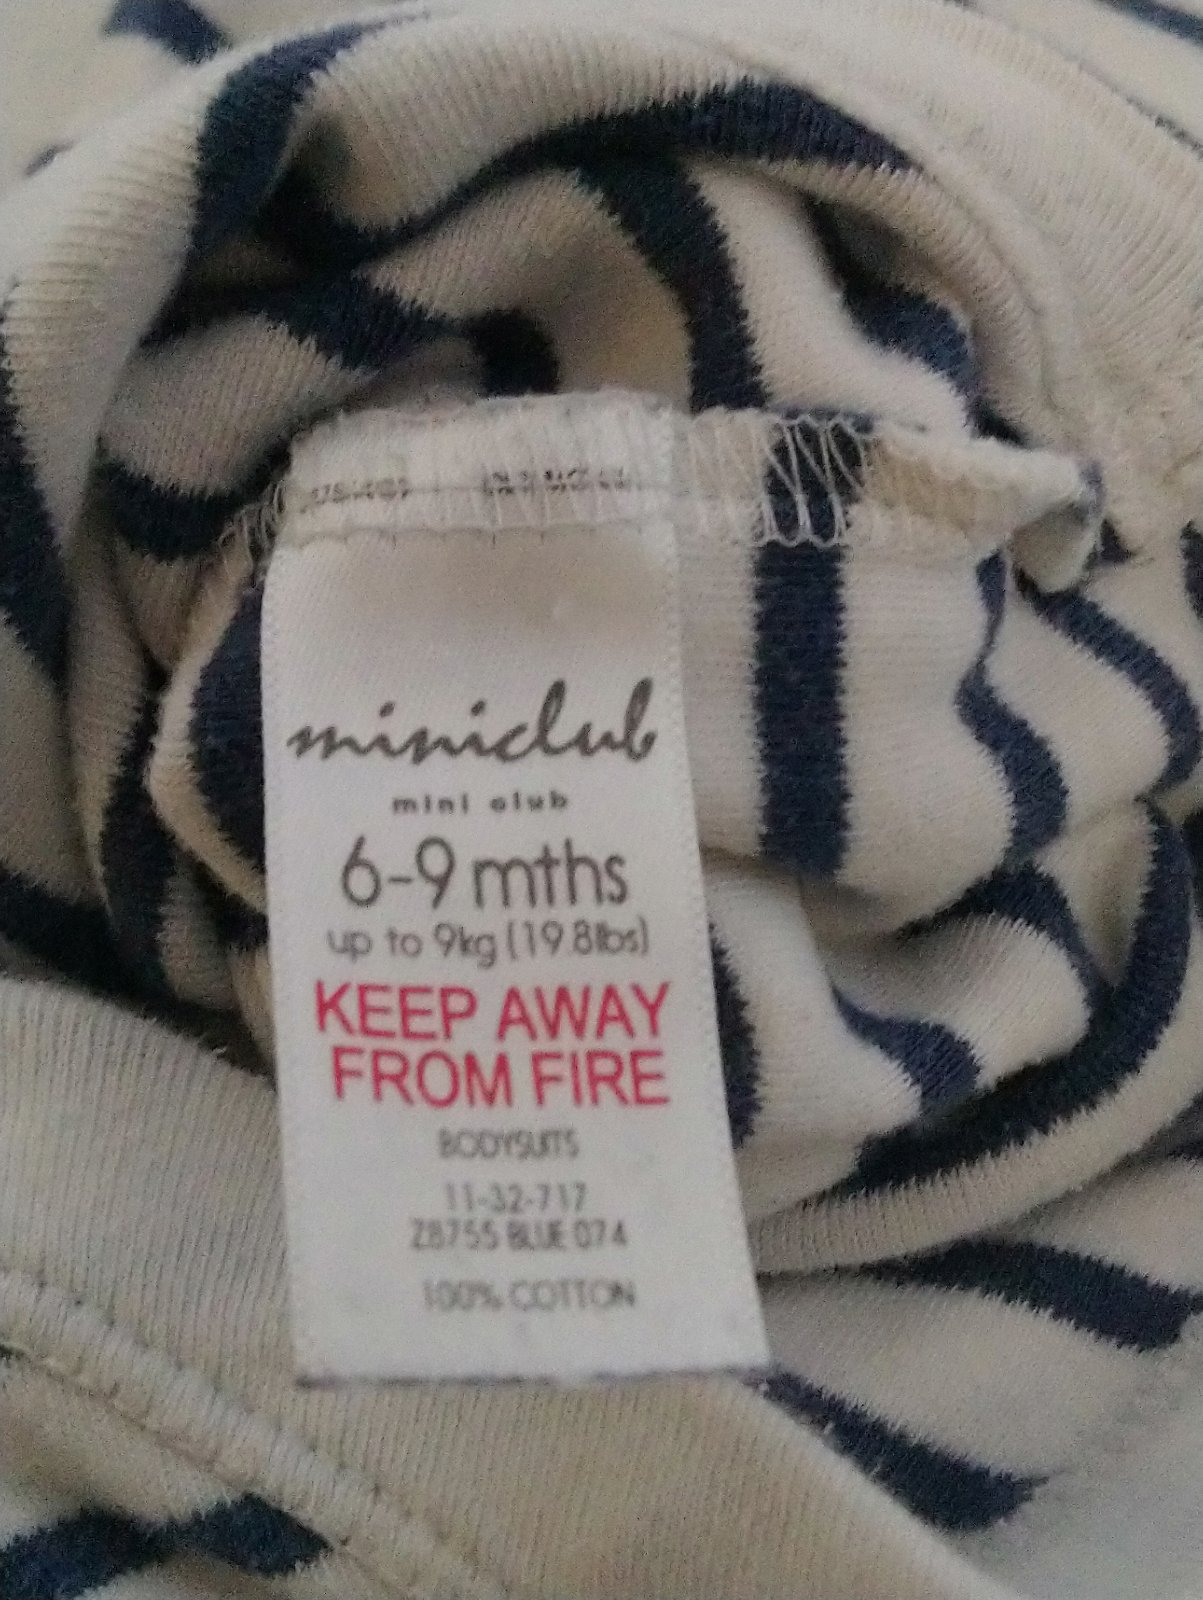 miniclub
mini club
6-9 mths
up to 9kg (19.8lbs)
KEEP AWAY
FROM FIRE
BODYSUITS
11-32-717
Z8755 BLUE 074
100% COTTON